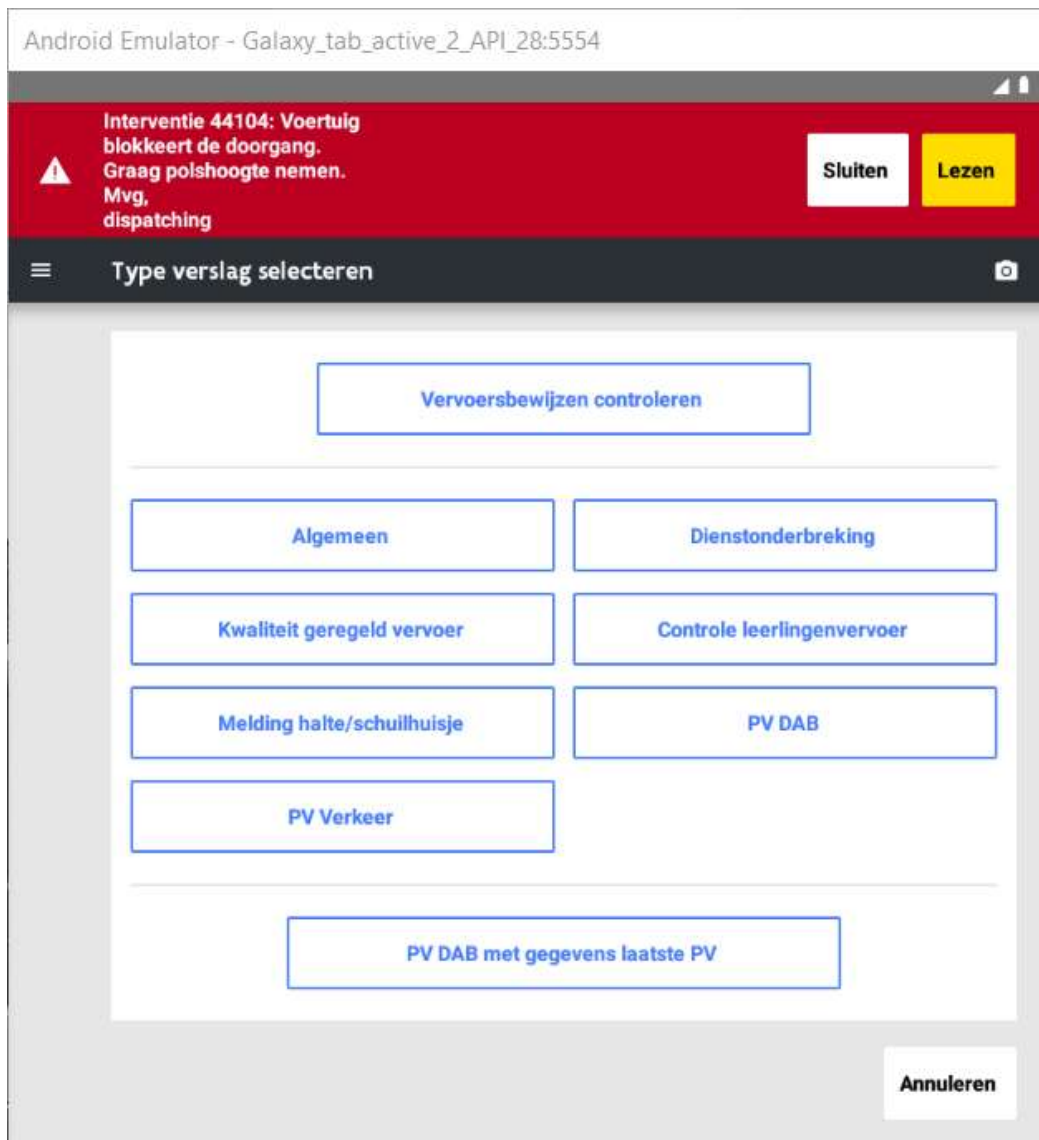 Android Emulator - Galaxy_tab_active_2_API_28:5554
Interventie 44104: Voertuig
blokkeert de doorgang.
Graag polshoogte nemen.
Mvg,
dispatching
Sluiten
Lezen
Type verslag selecteren
Vervoersbewijzen controleren
Algemeen
Dienstonderbreking
Kwaliteit geregeld vervoer
Controle leerlingenvervoer
Melding halte/schuilhuisje
PV DAB
PV Verkeer
PV DAB met gegevens laatste PV
Annuleren